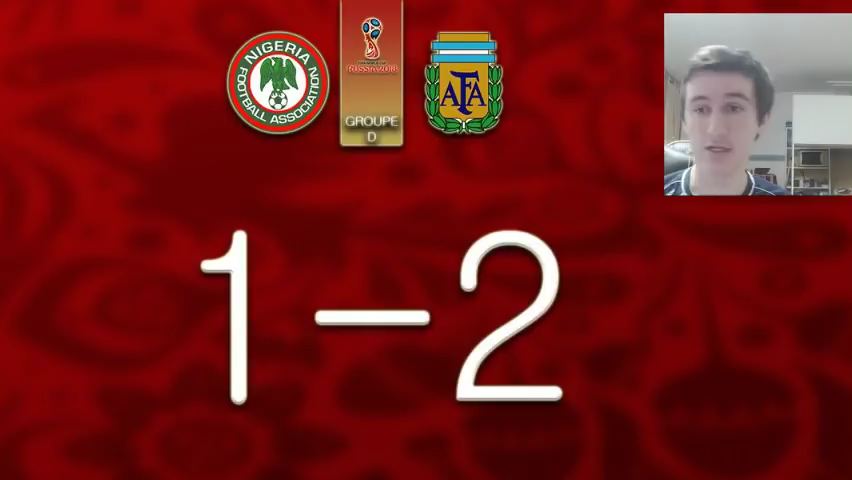 NIGERIA
FOOTBALL ASSOCIATION
RUSSIA 2018
GROUPE
D
AFA
1-2